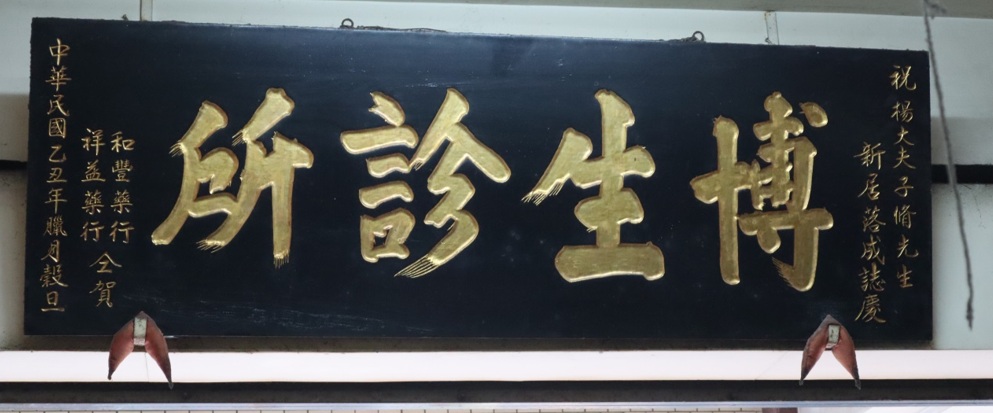 祝楊大夫子脩先生
新居落成誌慶
博生診所
和豐藥行
祥益藥行
仝賀
中華民國乙丑年臘月穀旦